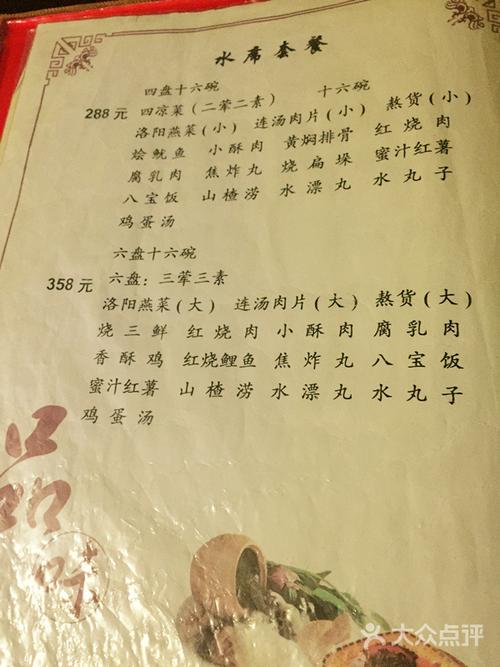 水席套餐
四盘十六碗 十六碗
288元 四凉菜（二荤二素）
洛阳燕菜(小) 连汤肉片(小) 熬货(小)
烩鱿鱼 小酥肉 黄焖排骨 红烧肉
腐乳肉 焦炸丸 烧扁垛 蜜汁红薯
八宝饭 山楂涝 水漂丸 水丸子
鸡蛋汤
六盘十六碗
358元 六盘：三荤三素
洛阳燕菜(大) 连汤肉片(大) 熬货(大)
烧三鲜 红烧肉 小酥肉 腐乳肉
香酥鸡 红烧鲤鱼 焦炸丸 八宝饭
蜜汁红薯 山楂涝 水漂丸 水丸子
鸡蛋汤
品味
大众点评